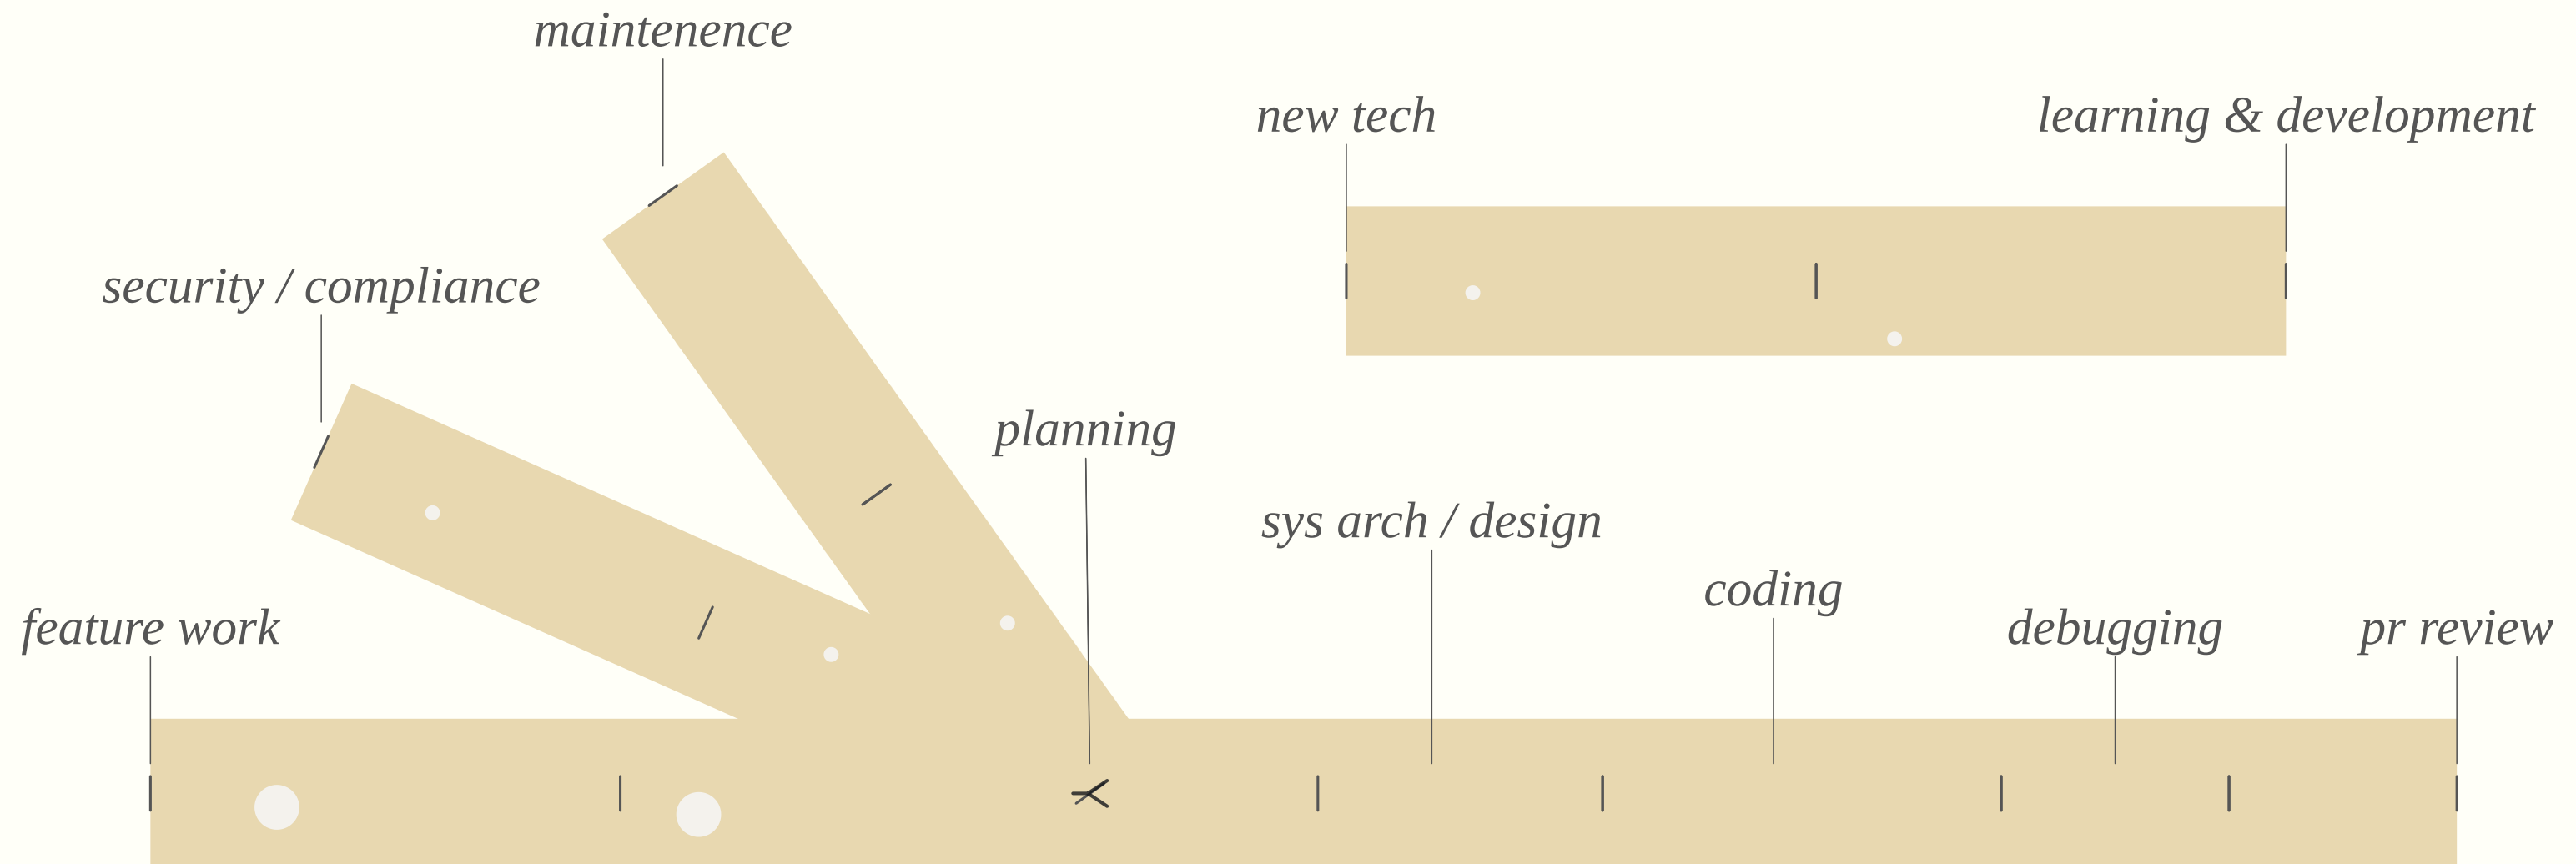 maintenence
new tech
learning & development
security / compliance
planning
sys arch / design
coding
feature work
debugging
pr review